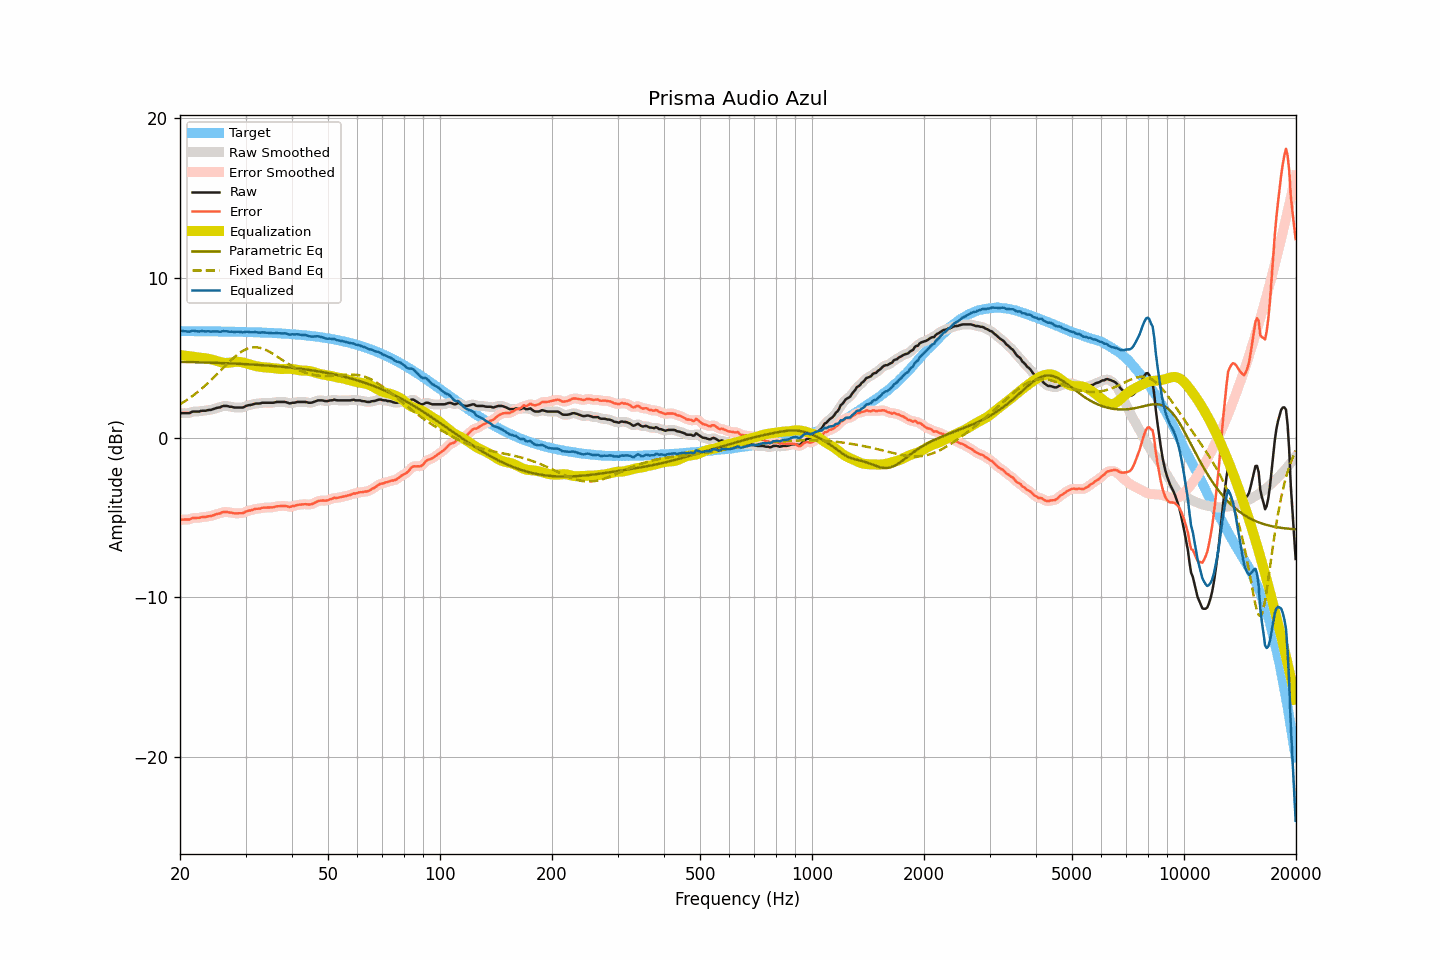 Prisma Audio Azul
20
10
0
−10
−20
Amplitude (dBr)
Target
Raw Smoothed
Error Smoothed
Raw
Error
Equalization
Parametric Eq
Fixed Band Eq
Equalized
20 50 100 200 500 1000 2000 5000 10000 20000
Frequency (Hz)